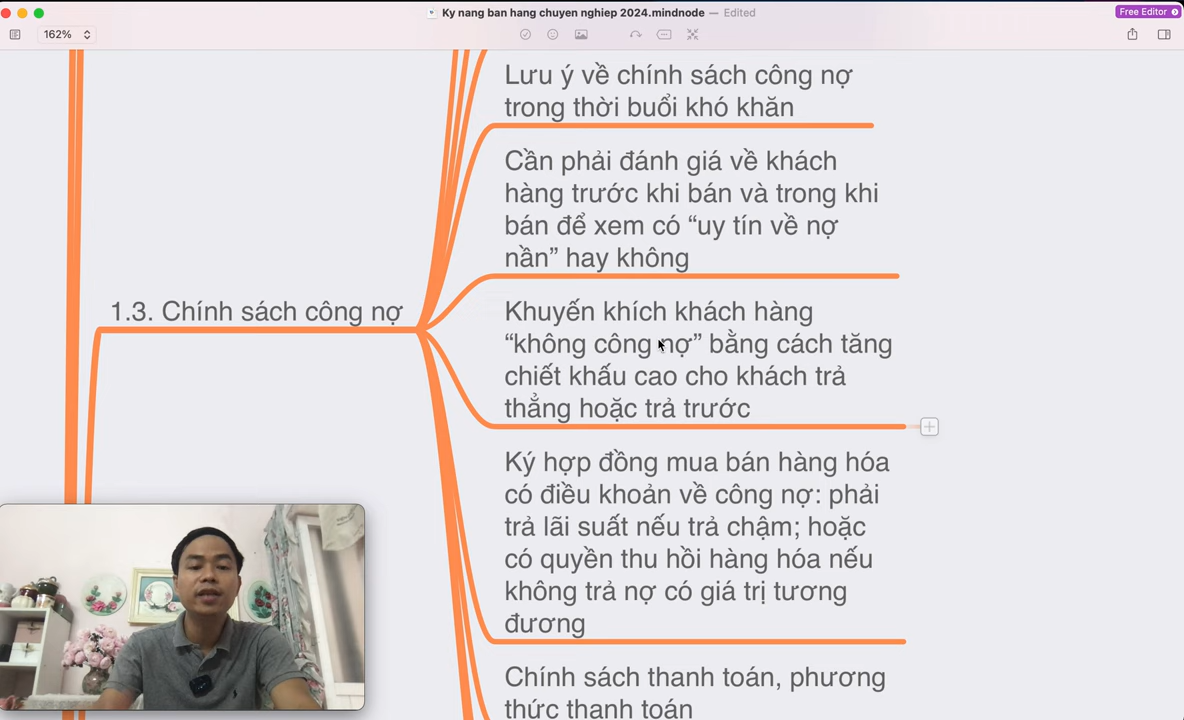 Ky nang ban hang chuyen nghiep 2024.mindnode — Edited
Free Editor
162%
Lưu ý về chính sách công nợ
trong thời buổi khó khăn
Cần phải đánh giá về khách
hàng trước khi bán và trong khi
bán để xem có “uy tín về nợ
nần” hay không
1.3. Chính sách công nợ
Khuyến khích khách hàng
“không công nợ” bằng cách tăng
chiết khấu cao cho khách trả
thẳng hoặc trả trước
Ký hợp đồng mua bán hàng hóa
có điều khoản về công nợ: phải
trả lãi suất nếu trả chậm; hoặc
có quyền thu hồi hàng hóa nếu
không trả nợ có giá trị tương
đương
Chính sách thanh toán, phương
thức thanh toán